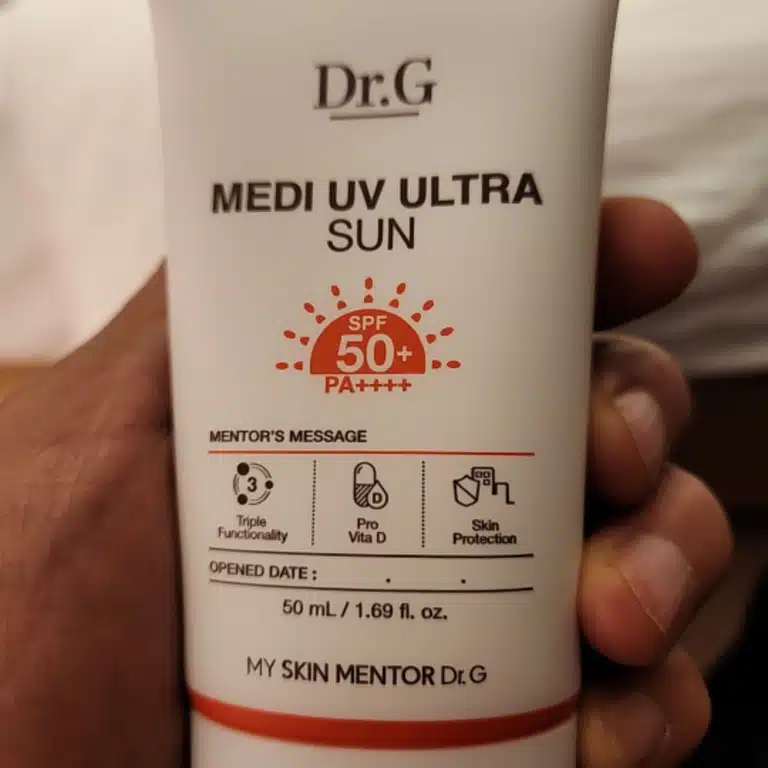 Dr.G
MEDI UV ULTRA
SUN
SPF
50+
PA++++
MENTOR'S MESSAGE
3
Triple
Functionality
D
Pro
Vita D
Skin
Protection
OPENED DATE : . .
50 mL / 1.69 fl. oz.
MY SKIN MENTOR Dr.G